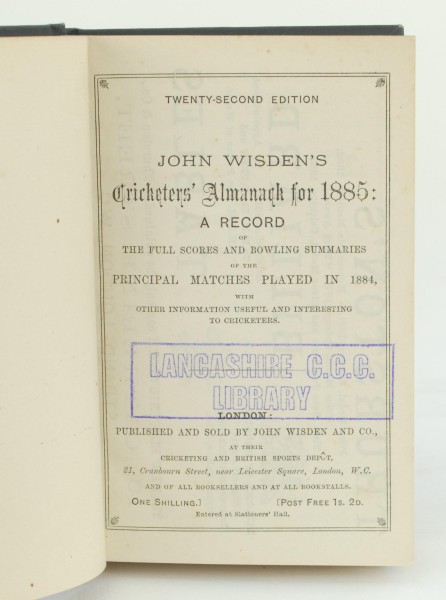 TWENTY-SECOND EDITION
JOHN WISDEN'S
Cricketers' Almanack for 1885:
A RECORD
OF
THE FULL SCORES AND BOWLING SUMMARIES
OF THE
PRINCIPAL MATCHES PLAYED IN 1884,
WITH
OTHER INFORMATION USEFUL AND INTERESTING
TO CRICKETERS.
LANCASHIRE C.C.C.
LIBRARY
LONDON:
PUBLISHED AND SOLD BY JOHN WISDEN AND CO.,
AT THEIR
CRICKETING AND BRITISH SPORTS DEPÔT,
21, Cranbourn Street, near Leicester Square, London, W.C.
AND OF ALL BOOKSELLERS AND AT ALL BOOKSTALLS.
ONE SHILLING.] [POST FREE 1S. 2D.
Entered at Stationers' Hall.